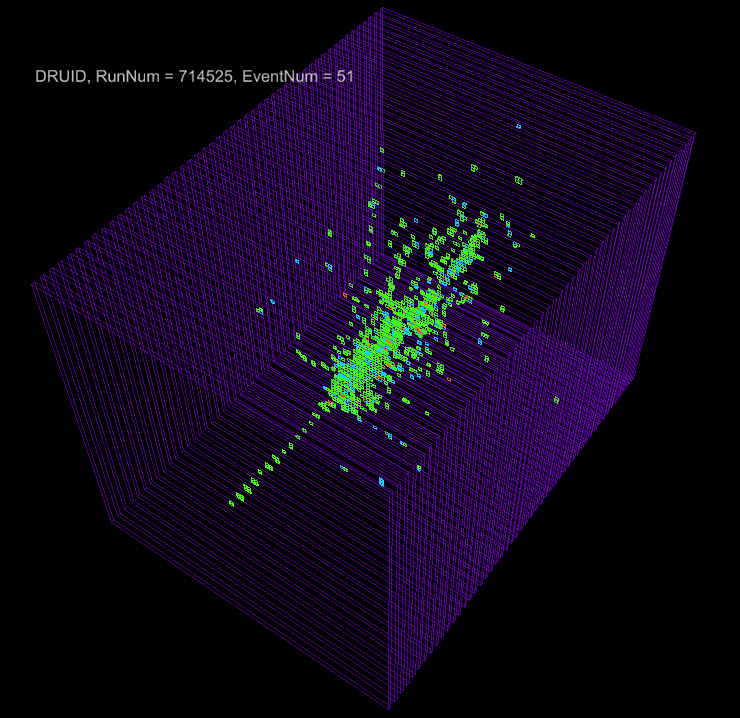 DRUID, RunNum = 714525, EventNum = 51